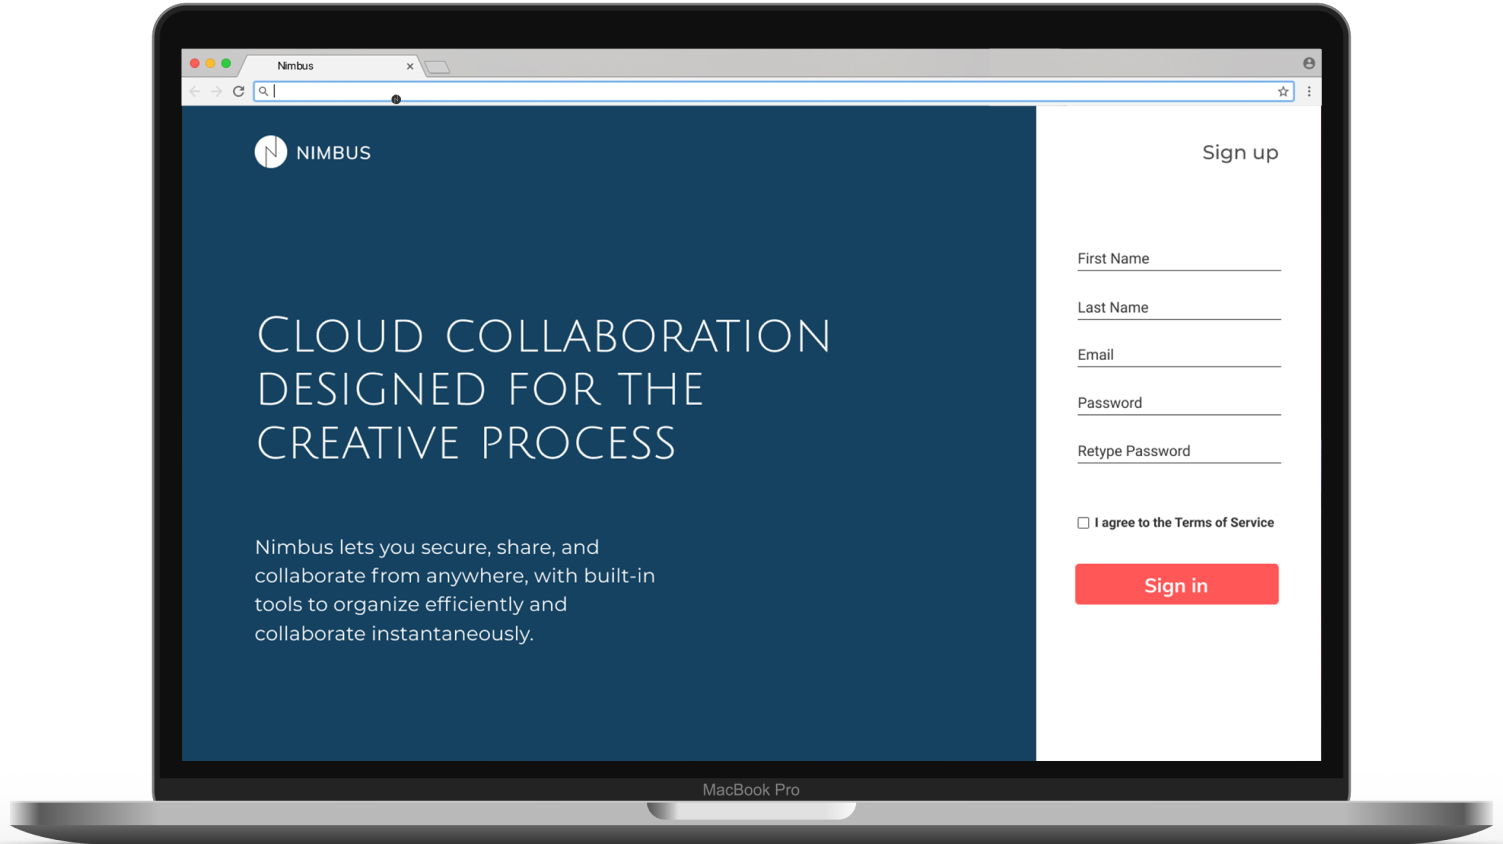 Nimbus
NIMBUS
Sign up
First Name
Last Name
Email
Password
Retype Password
I agree to the Terms of Service
Sign in
CLOUD COLLABORATION
DESIGNED FOR THE
CREATIVE PROCESS
Nimbus lets you secure, share, and
collaborate from anywhere, with built-in
tools to organize efficiently and
collaborate instantaneously.
MacBook Pro